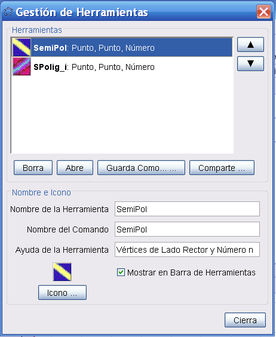 Gestión de Herramientas
Herramientas
SemiPol: Punto, Punto, Número
SPolig_i: Punto, Punto, Número
Borra Abre Guarda Como... ... Comparte ...
Nombre e Icono
Nombre de la Herramienta SemiPol
Nombre del Comando SemiPol
Ayuda de la Herramienta Vértices de Lado Rector y Número n
Mostrar en Barra de Herramientas
Icono ...
Cierra